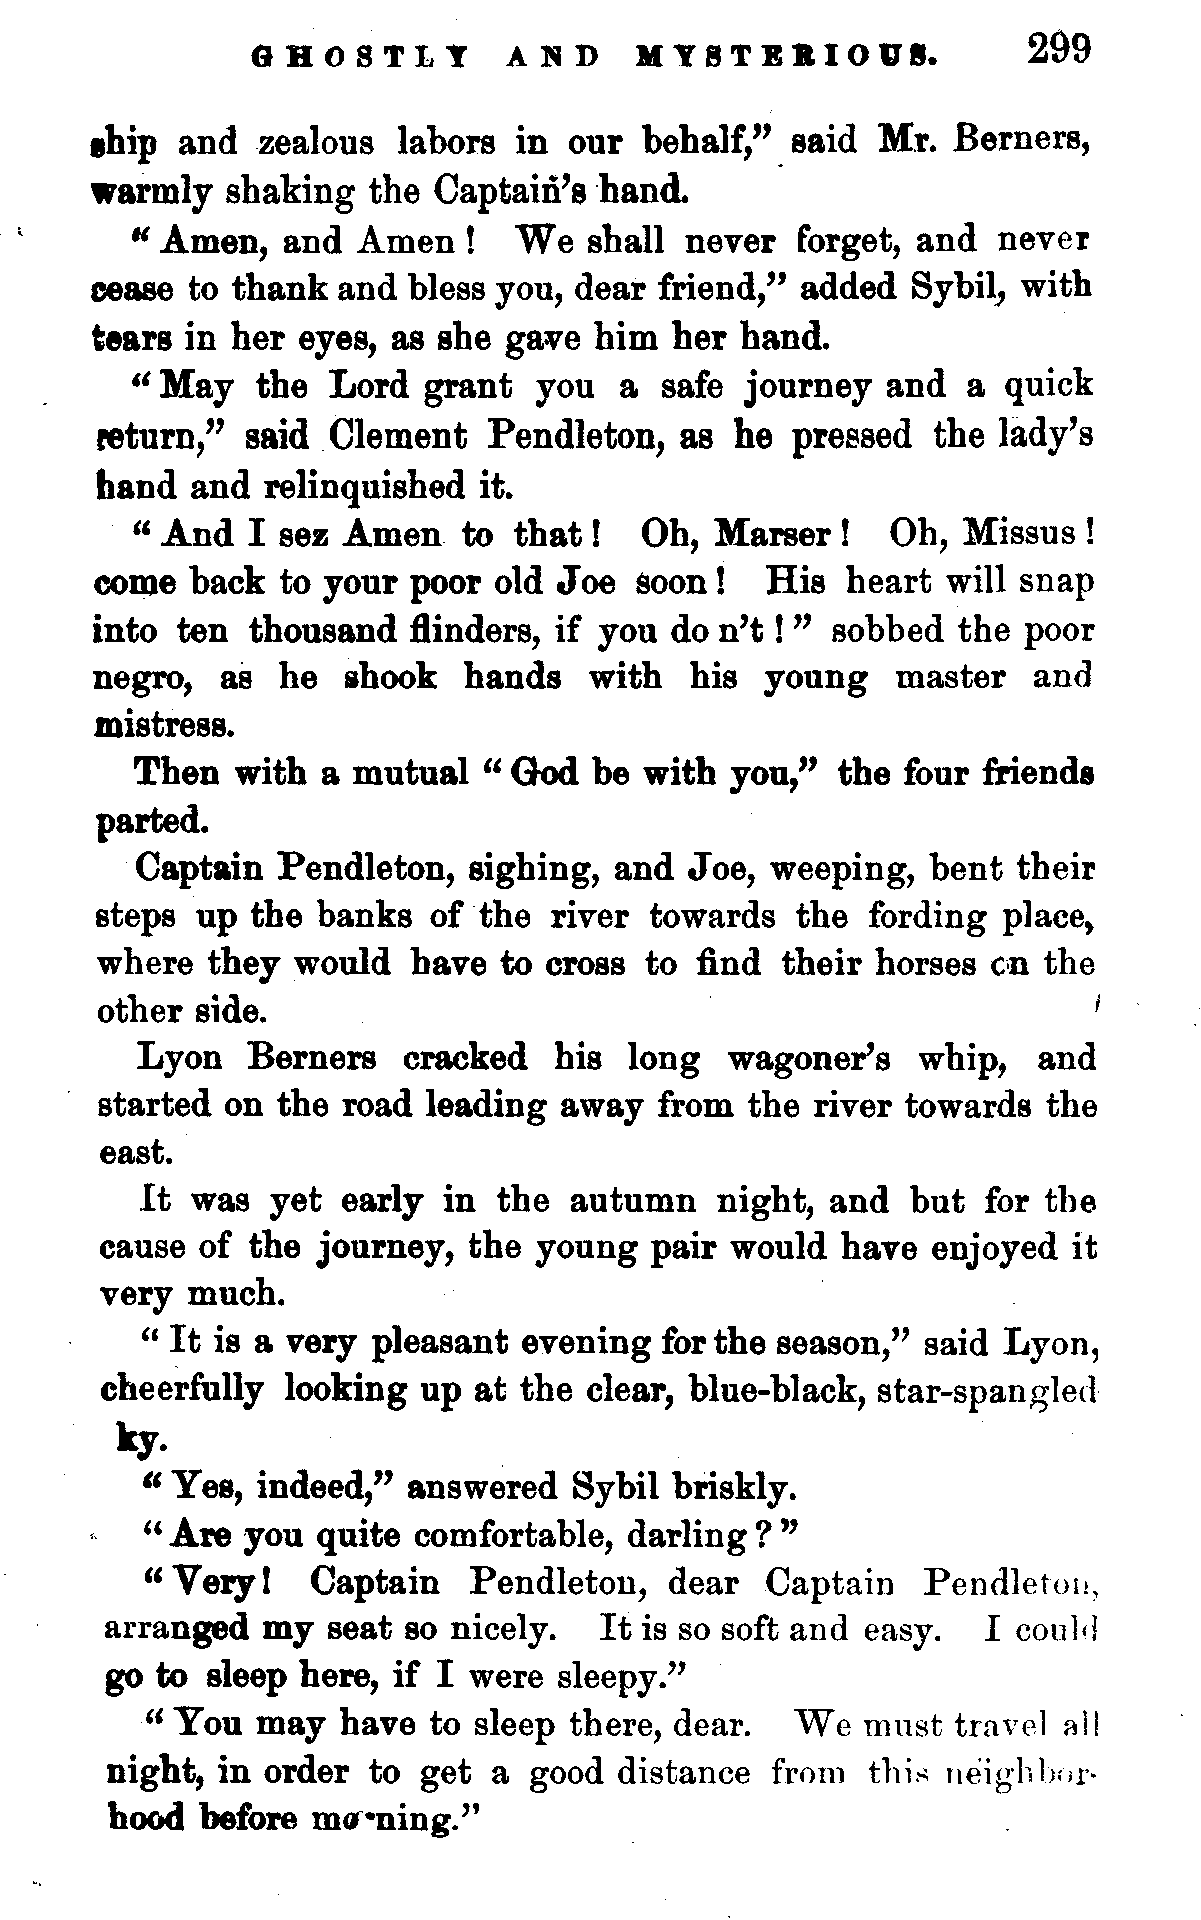 GHOSTLY AND MYSTERIOUS. 299
ship and zealous labors in our behalf,” said Mr. Berners,
warmly shaking the Captain’s hand.
“ Amen, and Amen ! We shall never forget, and never
cease to thank and bless you, dear friend,” added Sybil, with
tears in her eyes, as she gave him her hand.
“ May the Lord grant you a safe journey and a quick
return,” said Clement Pendleton, as he pressed the lady’s
hand and relinquished it.
“ And I sez Amen to that ! Oh, Marser ! Oh, Missus !
come back to your poor old Joe soon ! His heart will snap
into ten thousand flinders, if you do n’t ! ” sobbed the poor
negro, as he shook hands with his young master and
mistress.
Then with a mutual “ God be with you,” the four friends
parted.
Captain Pendleton, sighing, and Joe, weeping, bent their
steps up the banks of the river towards the fording place,
where they would have to cross to find their horses on the
other side.
Lyon Berners cracked his long wagoner’s whip, and
started on the road leading away from the river towards the
east.
It was yet early in the autumn night, and but for the
cause of the journey, the young pair would have enjoyed it
very much.
“ It is a very pleasant evening for the season,” said Lyon,
cheerfully looking up at the clear, blue-black, star-spangled
ky.
“ Yes, indeed,” answered Sybil briskly.
“ Are you quite comfortable, darling ? ”
“ Very ! Captain Pendleton, dear Captain Pendleton,
arranged my seat so nicely. It is so soft and easy. I could
go to sleep here, if I were sleepy.”
“ You may have to sleep there, dear. We must travel all
night, in order to get a good distance from this neighbor-
hood before morning.”